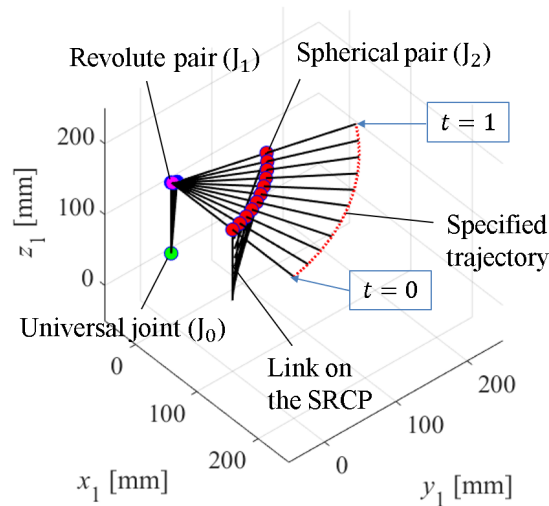 Revolute pair (J₁)
Spherical pair (J₂)
t = 1
200
100
0
z₁ [mm]
Specified
trajectory
t = 0
Universal joint (J₀)
Link on
the SRCP
0
100
200
x₁ [mm]
0
100
200
y₁ [mm]